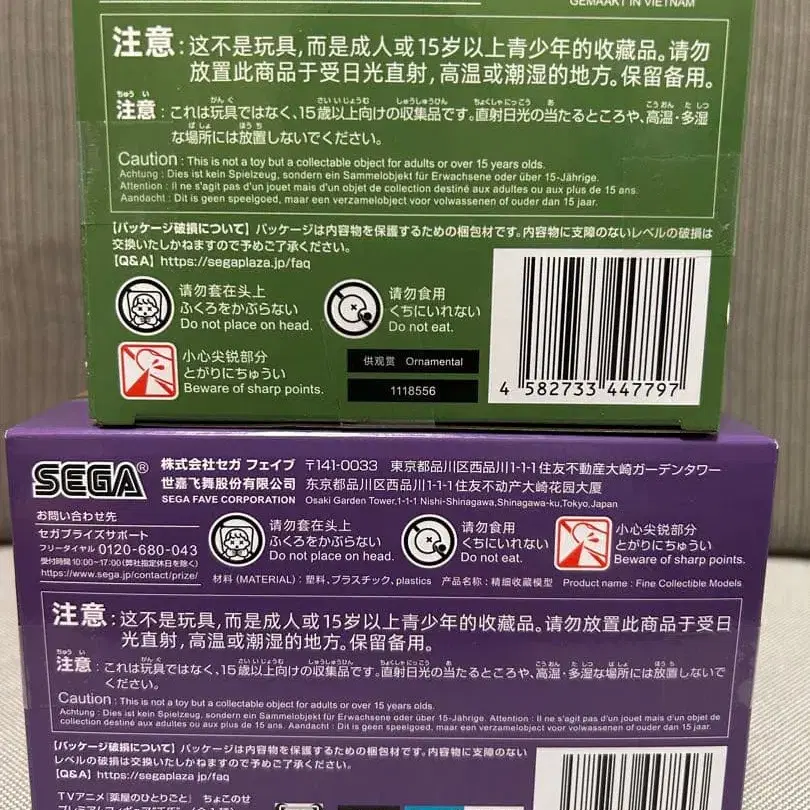 GEMAAKT IN VIETNAM
注意：这不是玩具，而是成人或15岁以上青少年的收藏品。请勿
放置此商品于受日光直射，高温或潮湿的地方。保留备用。
注意：これは玩具ではなく、15歳以上向けの収集品です。直射日光の当たるところや、高温・多湿
な場所には放置しないでください。
Caution : This is not a toy but a collectable object for adults or over 15 years olds.
Achtung : Dies ist kein Spielzeug, sondern ein Sammelobjekt für Erwachsene oder über 15-Jährige.
Attention : Il ne s'agit pas d'un jouet mais d'un objet de collection destiné aux adultes ou aux plus de 15 ans.
Aandacht : Dit is geen speelgoed, maar een verzamelobject voor volwassenen of ouder dan 15 jaar.
【パッケージ破損について】パッケージは内容物を保護するための梱包材です。内容物に支障のないレベルの破損は
交換いたしかねますので予めご了承ください。
【Q&A】https://segaplaza.jp/faq
请勿套在头上
ふくろをかぶらない
Do not place on head.
请勿食用
くちにいれない
Do not eat.
小心尖锐部分
とがりにちゅうい
Beware of sharp points.
供观赏 Ornamental
1118556
4 582733 447797
SEGA®
株式会社セガ フェイブ 〒141-0033 東京都品川区西品川1-1-1住友不動産大崎ガーデンタワー
世嘉飞舞股份有限公司 东京都品川区西品川1-1-1住友不动产大崎花园大厦
SEGA FAVE CORPORATION Osaki Garden Tower,1-1-1 Nishi-Shinagawa,Shinagawa-ku,Tokyo,Japan
お問い合わせ先
セガプライズサポート
フリーダイヤル 0120-680-043
受付時間 10:00~17:00(弊社指定休日を除く)
https://www.sega.jp/contact/prize/
请勿套在头上
ふくろをかぶらない
Do not place on head.
请勿食用
くちにいれない
Do not eat.
小心尖锐部分
とがりにちゅうい
Beware of sharp points.
材料 (MATERIAL)：塑料、プラスチック、plastics 产品名称：精细收藏模型 Product name : Fine Collectible Models
注意：这不是玩具，而是成人或15岁以上青少年的收藏品。请勿放置此商品于受日
光直射，高温或潮湿的地方。保留备用。
注意：これは玩具ではなく、15歳以上向けの収集品です。直射日光の当たるところや、高温・多湿な場所には放置しないで
ください。
Caution : This is not a toy but a collectable object for adults or over 15 years olds.
Achtung : Dies ist kein Spielzeug, sondern ein Sammelobjekt für Erwachsene oder über 15-Jährige. Attention : Il ne s'agit pas d'un jouet mais d'un objet de
collection destiné aux adultes ou aux plus de 15 ans. Aandacht : Dit is geen speelgoed, maar een verzamelobject voor volwassenen of ouder dan 15 jaar.
【パッケージ破損について】パッケージは内容物を保護するための梱包材です。内容物に支障のない
レベルの破損は交換いたしかねますので予めご了承ください。
【Q&A】https://segaplaza.jp/faq
TVアニメ『薬屋のひとりごと』 ちょこのせ